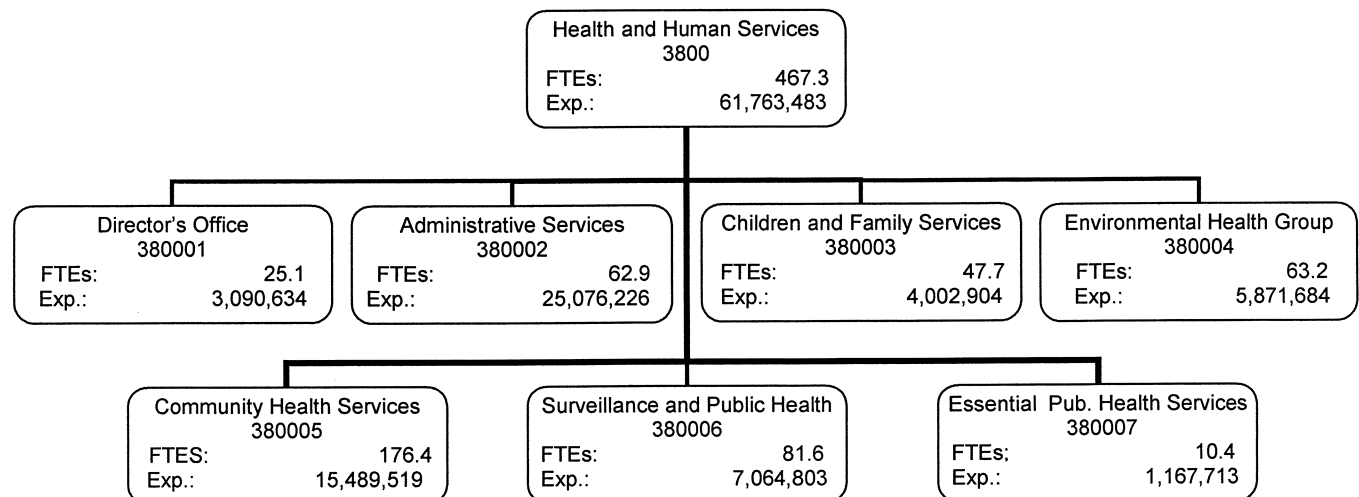 Health and Human Services
3800
FTEs: 467.3
Exp.: 61,763,483
Director's Office
380001
FTEs: 25.1
Exp.: 3,090,634
Administrative Services
380002
FTEs: 62.9
Exp.: 25,076,226
Children and Family Services
380003
FTEs: 47.7
Exp.: 4,002,904
Environmental Health Group
380004
FTEs: 63.2
Exp.: 5,871,684
Community Health Services
380005
FTES: 176.4
Exp.: 15,489,519
Surveillance and Public Health
380006
FTEs: 81.6
Exp.: 7,064,803
Essential Pub. Health Services
380007
FTEs: 10.4
Exp.: 1,167,713